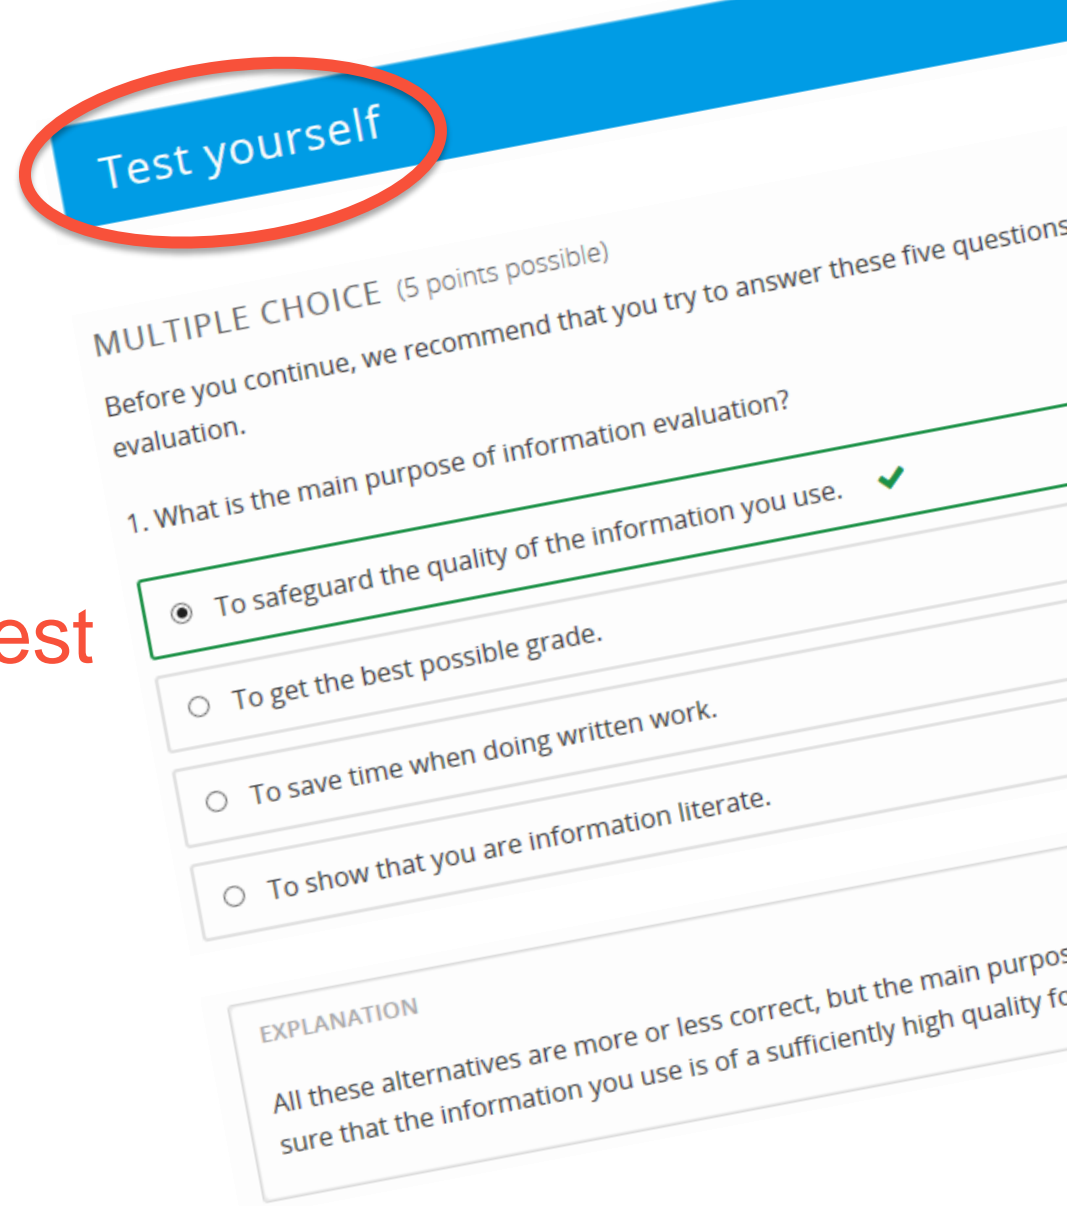 Test yourself
MULTIPLE CHOICE (5 points possible)
Before you continue, we recommend that you try to answer these five questions
evaluation.
1. What is the main purpose of information evaluation?
To safeguard the quality of the information you use.
est
To get the best possible grade.
To save time when doing written work.
To show that you are information literate.
EXPLANATION
All these alternatives are more or less correct, but the main purpos
sure that the information you use is of a sufficiently high quality fo